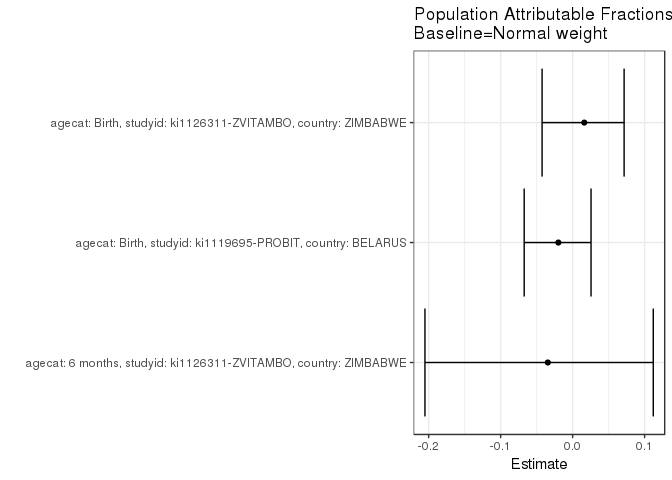 Population Attributable Fractions
Baseline=Normal weight
agecat: Birth, studyid: ki1126311-ZVITAMBO, country: ZIMBABWE
agecat: Birth, studyid: ki1119695-PROBIT, country: BELARUS
agecat: 6 months, studyid: ki1126311-ZVITAMBO, country: ZIMBABWE
-0.2 -0.1 0.0 0.1
Estimate